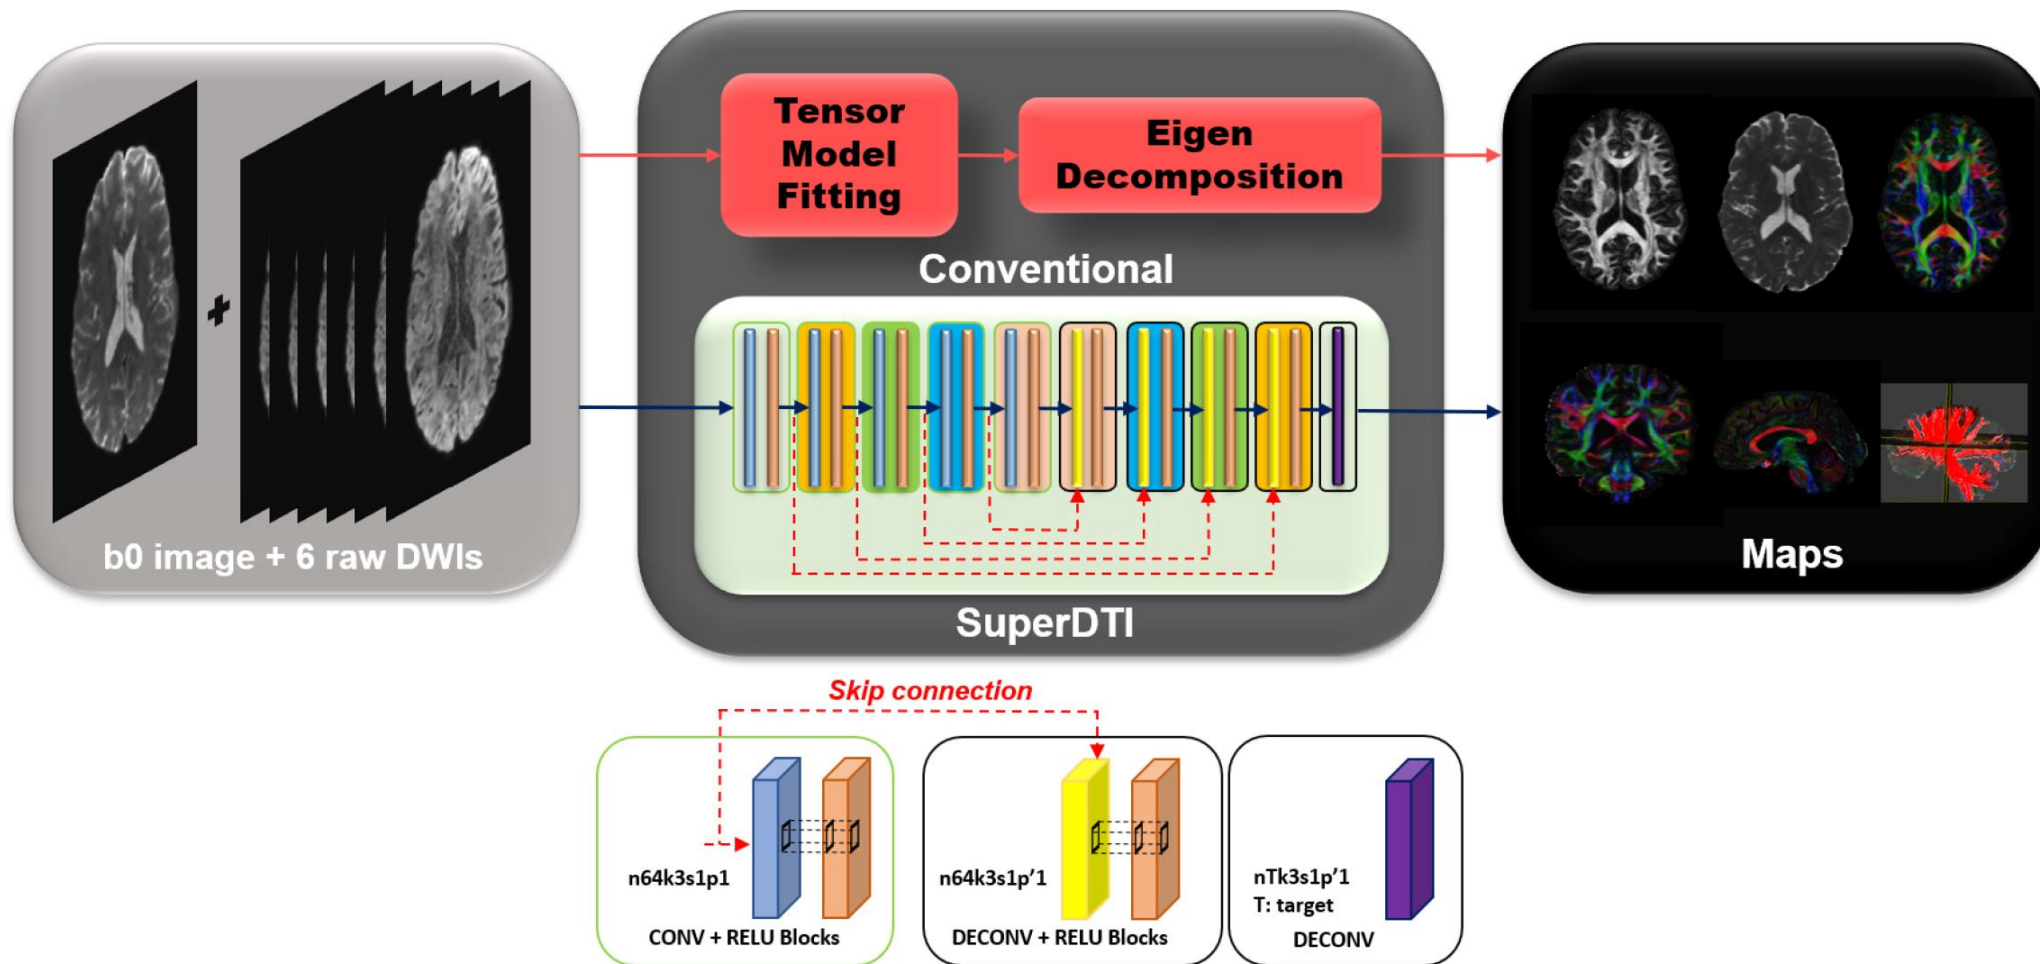 Tensor
Model
Fitting
Eigen
Decomposition
Conventional
b0 image + 6 raw DWIs
SuperDTI
Maps
Skip connection
n64k3s1p1
CONV + RELU Blocks
n64k3s1p'1
DECONV + RELU Blocks
nTk3s1p'1
T: target
DECONV